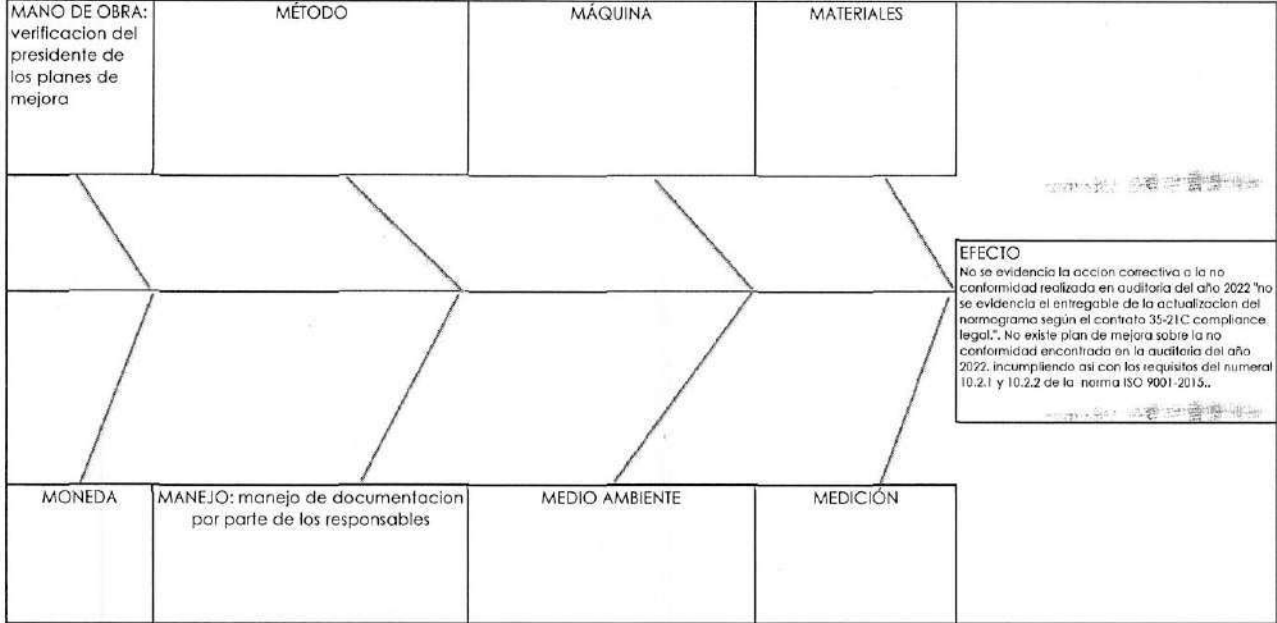 MANO DE OBRA:
verificacion del
presidente de
los planes de
mejora
MÉTODO
MÁQUINA
MATERIALES
EFECTO
No se evidencia la accion correctiva a la no
conformidad realizada en auditoria del año 2022 "no
se evidencia el entregable de la actualizacion del
normograma según el contrato 35-21C compliance
legal.". No existe plan de mejora sobre la no
conformidad encontrada en la auditoria del año
2022. incumpliendo asi con los requisitos del numeral
10.2.1 y 10.2.2 de la norma ISO 9001-2015..
MONEDA
MANEJO: manejo de documentacion
por parte de los responsables
MEDIO AMBIENTE
MEDICIÓN